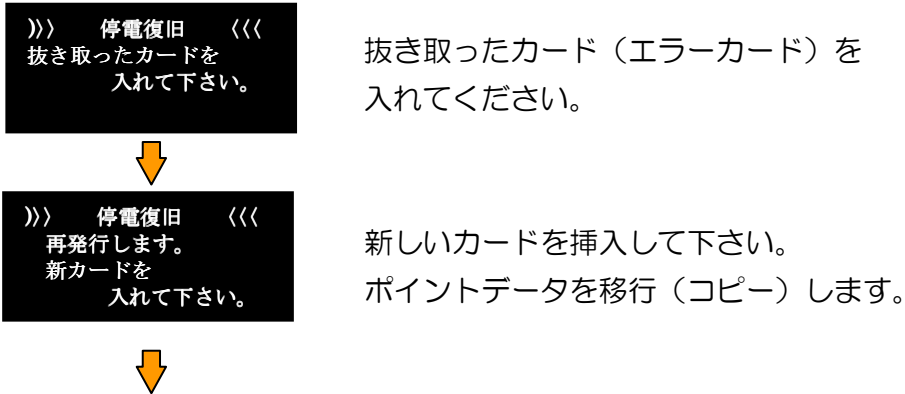 》〉 停電復旧 〈〈〈
抜き取ったカードを
入れて下さい。
抜き取ったカード（エラーカード）を
入れてください。
》〉 停電復旧 〈〈〈
再発行します。
新カードを
入れて下さい。
新しいカードを挿入して下さい。
ポイントデータを移行（コピー）します。